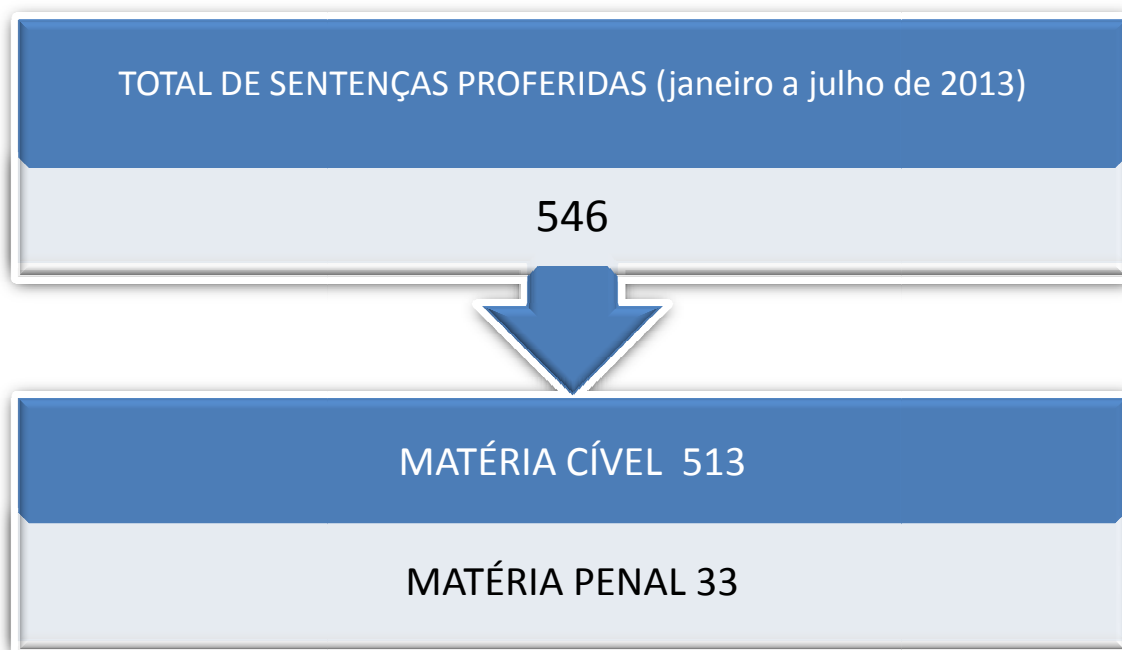 TOTAL DE SENTENÇAS PROFERIDAS (janeiro a julho de 2013)
546
MATÉRIA CÍVEL 513
MATÉRIA PENAL 33